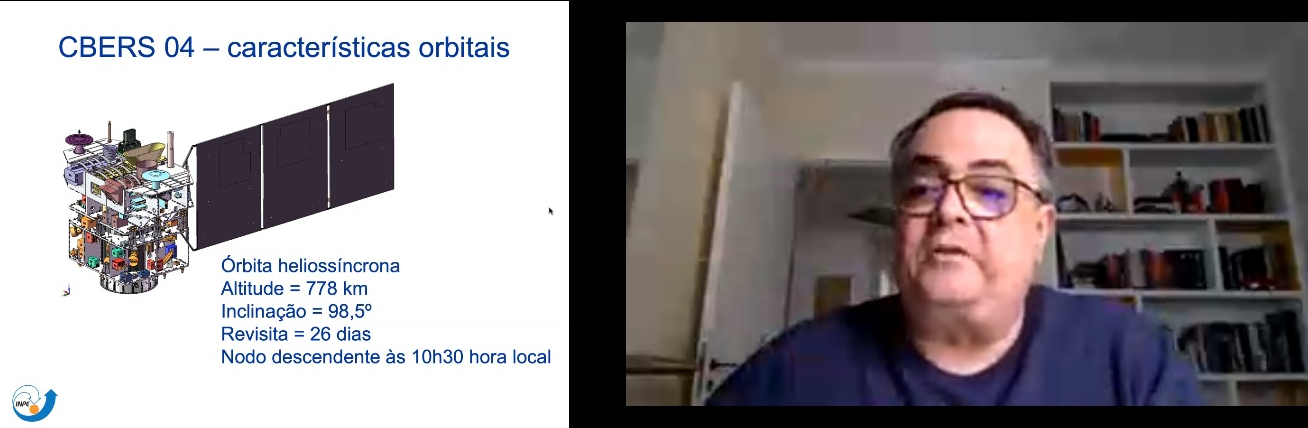 CBERS 04 – características orbitais
Órbita heliossíncrona
Altitude = 778 km
Inclinação = 98,5º
Revisita = 26 dias
Nodo descendente às 10h30 hora local
INPE